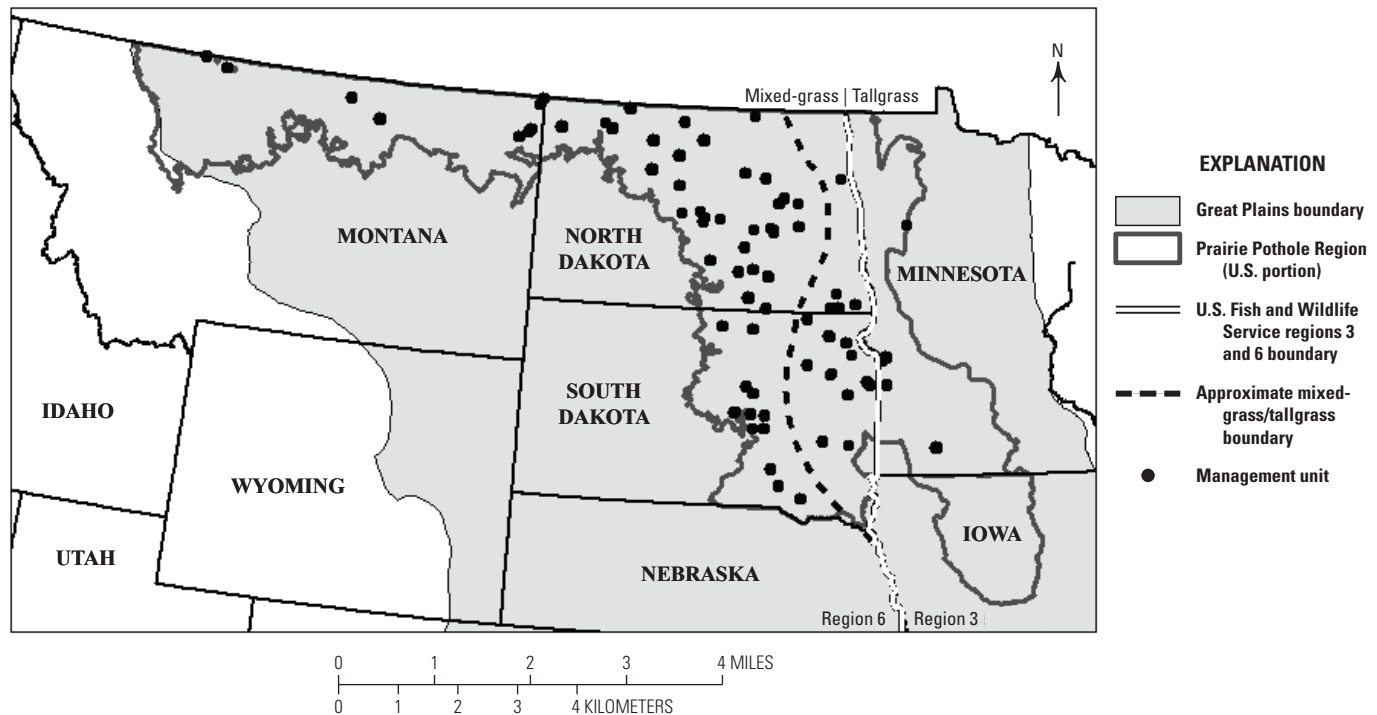 N
Mixed-grass | Tallgrass
MONTANA
NORTH
DAKOTA
MINNESOTA
SOUTH
DAKOTA
IDAHO
WYOMING
UTAH
NEBRASKA
IOWA
Region 6
Region 3
EXPLANATION
Great Plains boundary
Prairie Pothole Region
(U.S. portion)
U.S. Fish and Wildlife
Service regions 3
and 6 boundary
Approximate mixed-
grass/tallgrass
boundary
Management unit
0 1 2 3 4 MILES
0 1 2 3 4 KILOMETERS